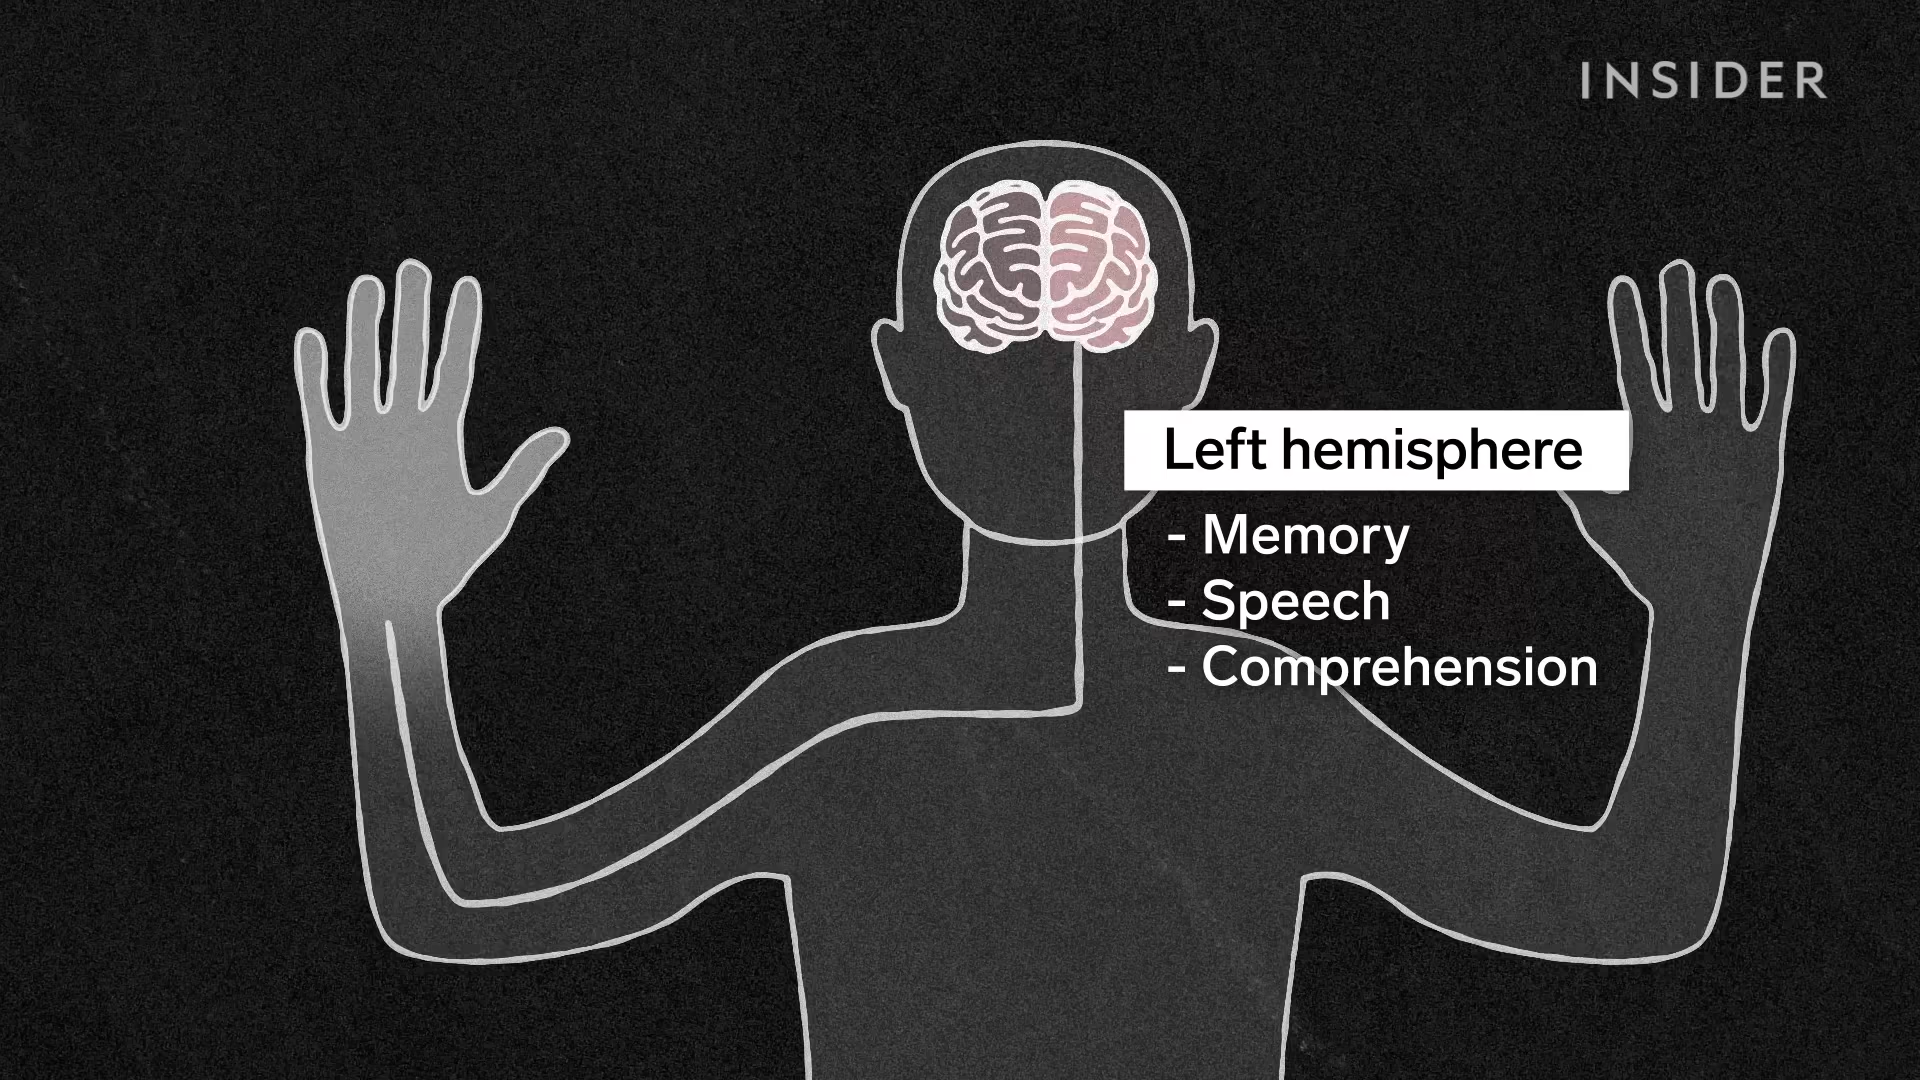 INSIDER
Left hemisphere
- Memory
- Speech
- Comprehension